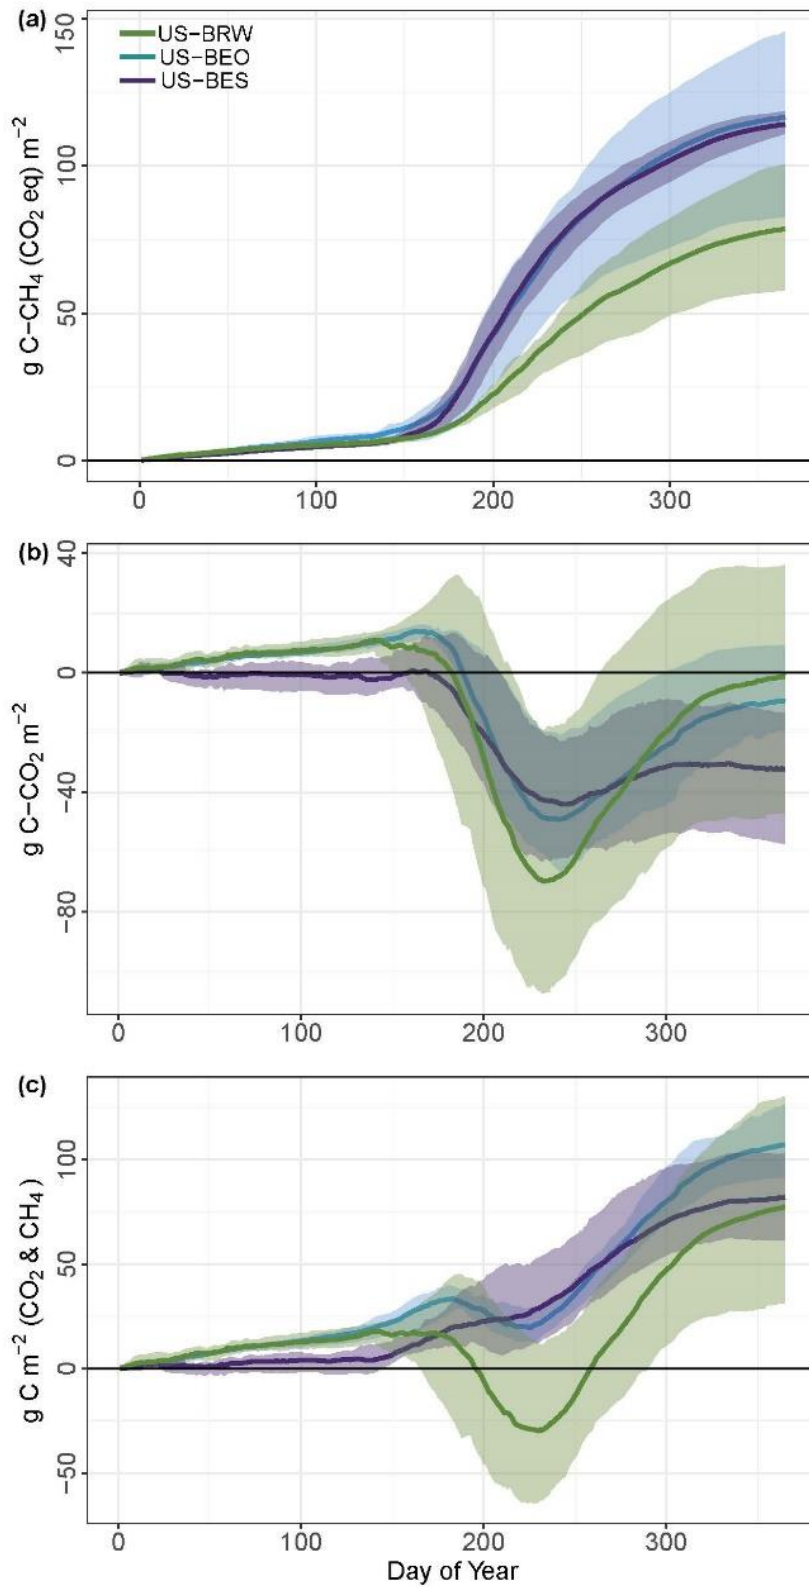 (a)
US-BRW
US-BEO
US-BES
g C-CH₄ (CO₂ eq) m⁻²
150
100
50
0
0 100 200 300
(b)
g C-CO₂ m⁻²
40
0
-40
-80
0 100 200 300
(c)
g C m⁻² (CO₂ & CH₄)
100
50
0
-50
0 100 200 300
Day of Year